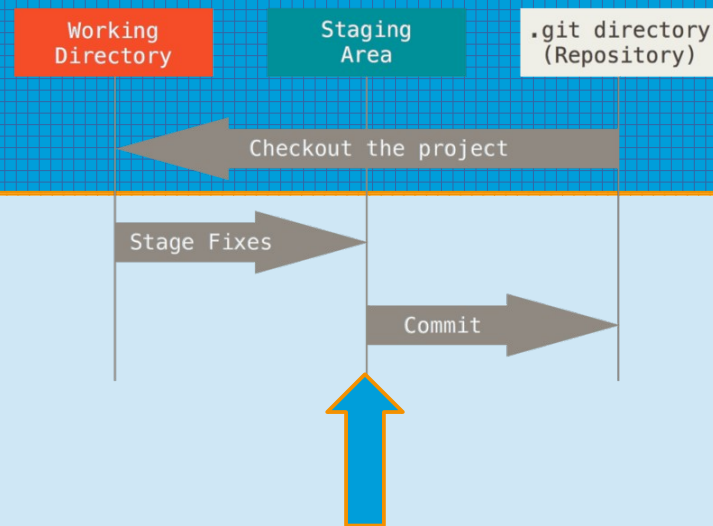 Working
Directory
Staging
Area
.git directory
(Repository)
Checkout the project
Stage Fixes
Commit